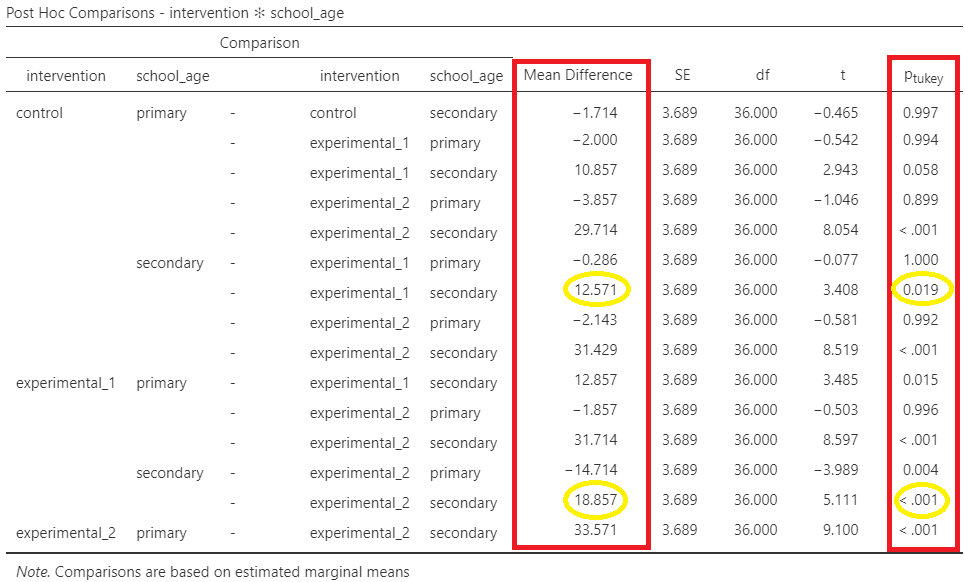 Post Hoc Comparisons - intervention ✻ school_age
Comparison
intervention school_age intervention school_age Mean Difference SE df t ptukey
control primary - control secondary −1.714 3.689 36.000 −0.465 0.997
- experimental_1 primary −2.000 3.689 36.000 −0.542 0.994
- experimental_1 secondary 10.857 3.689 36.000 2.943 0.058
- experimental_2 primary −3.857 3.689 36.000 −1.046 0.899
- experimental_2 secondary 29.714 3.689 36.000 8.054 < .001
secondary - experimental_1 primary −0.286 3.689 36.000 −0.077 1.000
- experimental_1 secondary 12.571 3.689 36.000 3.408 0.019
- experimental_2 primary −2.143 3.689 36.000 −0.581 0.992
- experimental_2 secondary 31.429 3.689 36.000 8.519 < .001
experimental_1 primary - experimental_1 secondary 12.857 3.689 36.000 3.485 0.015
- experimental_2 primary −1.857 3.689 36.000 −0.503 0.996
- experimental_2 secondary 31.714 3.689 36.000 8.597 < .001
secondary - experimental_2 primary −14.714 3.689 36.000 −3.989 0.004
- experimental_2 secondary 18.857 3.689 36.000 5.111 < .001
experimental_2 primary - experimental_2 secondary 33.571 3.689 36.000 9.100 < .001
Note. Comparisons are based on estimated marginal means